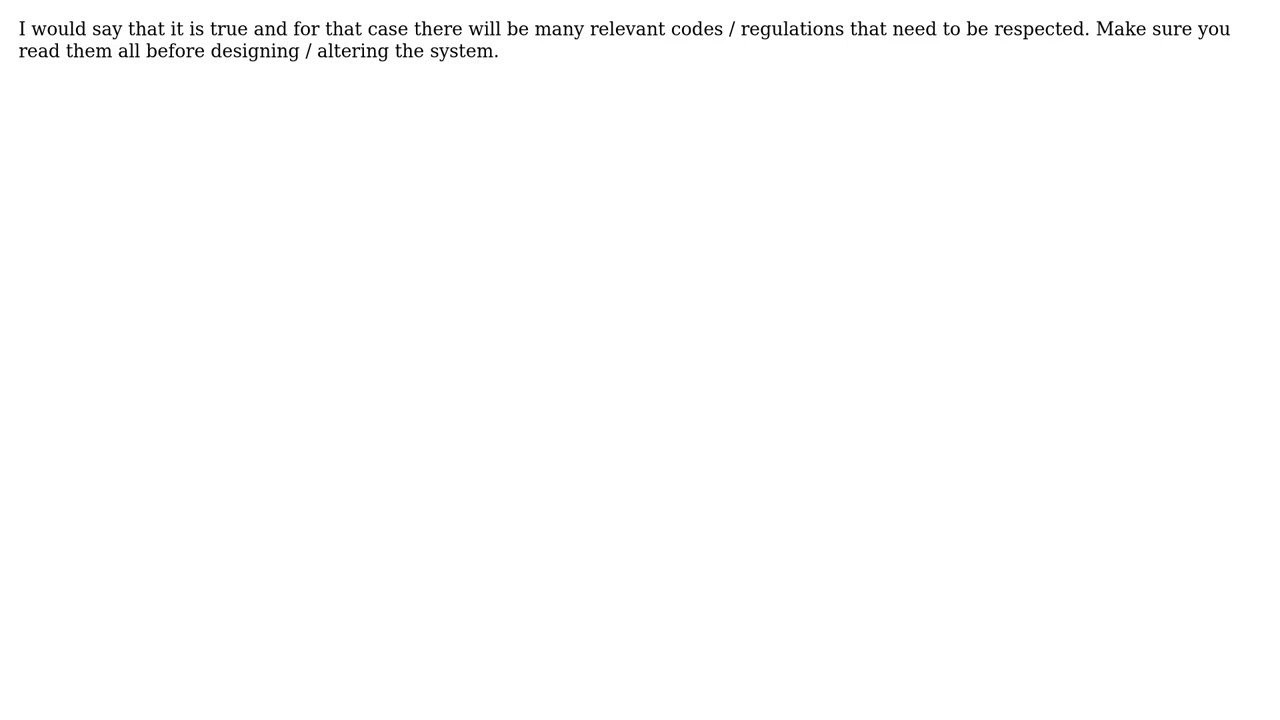 I would say that it is true and for that case there will be many relevant codes / regulations that need to be respected. Make sure you
read them all before designing / altering the system.